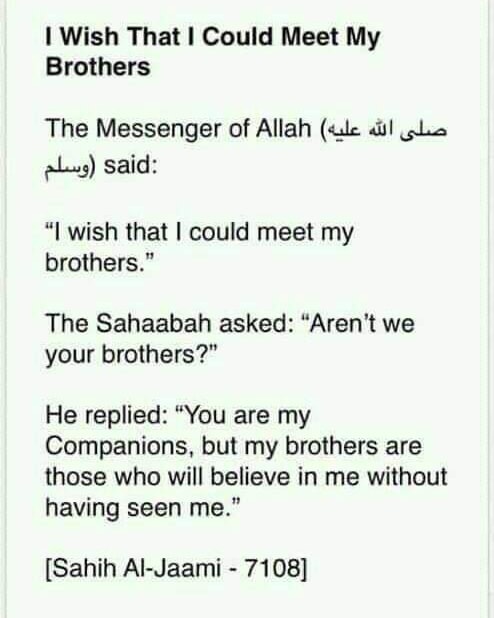 I Wish That I Could Meet My
Brothers
The Messenger of Allah (صلى الله عليه
وسلم) said:
“I wish that I could meet my
brothers.”
The Sahaabah asked: “Aren’t we
your brothers?”
He replied: “You are my
Companions, but my brothers are
those who will believe in me without
having seen me.”
[Sahih Al-Jaami - 7108]